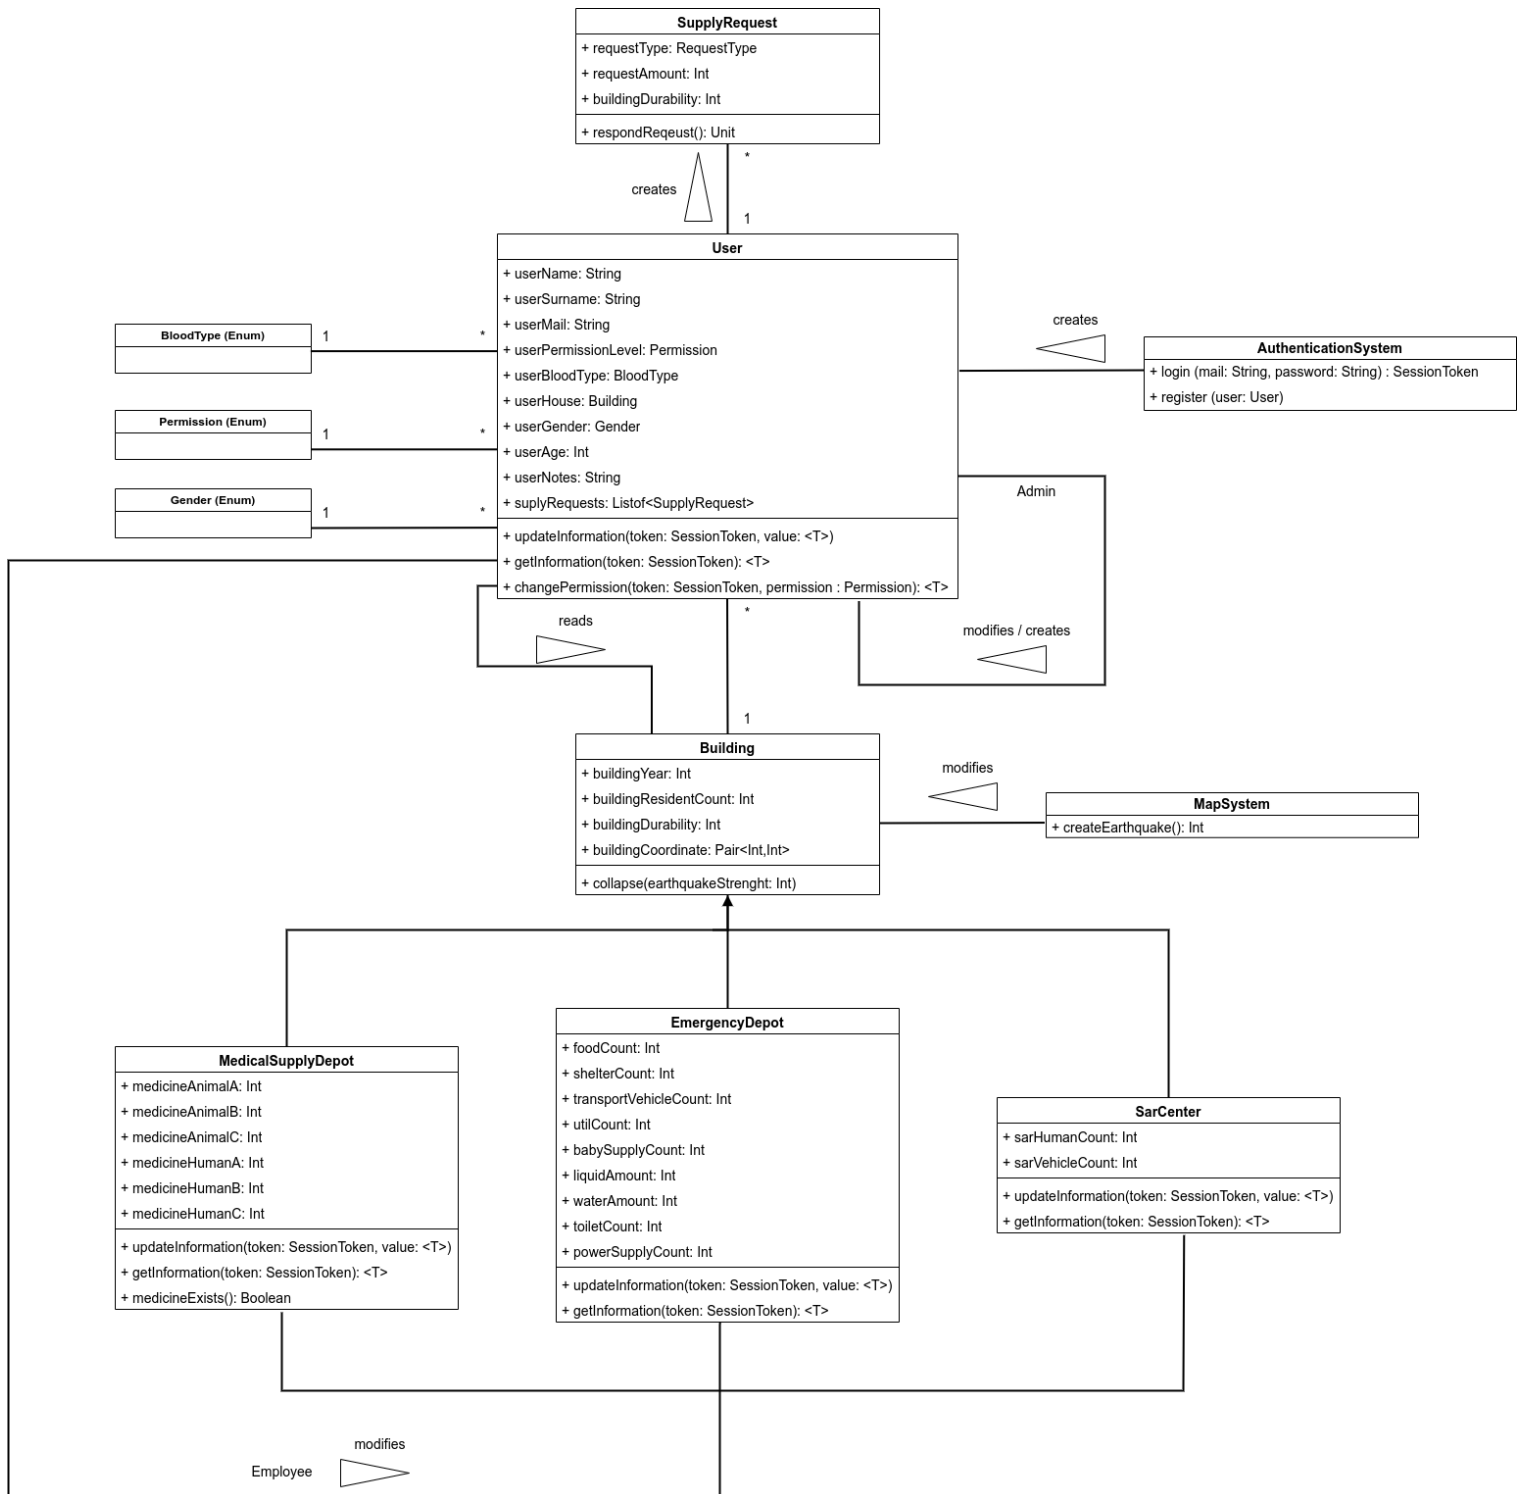 SupplyRequest
+ requestType: RequestType
+ requestAmount: Int
+ buildingDurability: Int
+ respondReqeust(): Unit
*
creates
1
User
+ userName: String
+ userSurname: String
+ userMail: String
+ userPermissionLevel: Permission
+ userBloodType: BloodType
+ userHouse: Building
+ userGender: Gender
+ userAge: Int
+ userNotes: String
+ suplyRequests: Listof<SupplyRequest>
+ updateInformation(token: SessionToken, value: <T>)
+ getInformation(token: SessionToken): <T>
+ changePermission(token: SessionToken, permission : Permission): <T>
BloodType (Enum)
1
*
Permission (Enum)
1
*
Gender (Enum)
1
*
creates
AuthenticationSystem
+ login (mail: String, password: String) : SessionToken
+ register (user: User)
Admin
modifies / creates
reads
*
1
Building
+ buildingYear: Int
+ buildingResidentCount: Int
+ buildingDurability: Int
+ buildingCoordinate: Pair<Int,Int>
+ collapse(earthquakeStrenght: Int)
modifies
MapSystem
+ createEarthquake(): Int
MedicalSupplyDepot
+ medicineAnimalA: Int
+ medicineAnimalB: Int
+ medicineAnimalC: Int
+ medicineHumanA: Int
+ medicineHumanB: Int
+ medicineHumanC: Int
+ updateInformation(token: SessionToken, value: <T>)
+ getInformation(token: SessionToken): <T>
+ medicineExists(): Boolean
EmergencyDepot
+ foodCount: Int
+ shelterCount: Int
+ transportVehicleCount: Int
+ utilCount: Int
+ babySupplyCount: Int
+ liquidAmount: Int
+ waterAmount: Int
+ toiletCount: Int
+ powerSupplyCount: Int
+ updateInformation(token: SessionToken, value: <T>)
+ getInformation(token: SessionToken): <T>
SarCenter
+ sarHumanCount: Int
+ sarVehicleCount: Int
+ updateInformation(token: SessionToken, value: <T>)
+ getInformation(token: SessionToken): <T>
modifies
Employee